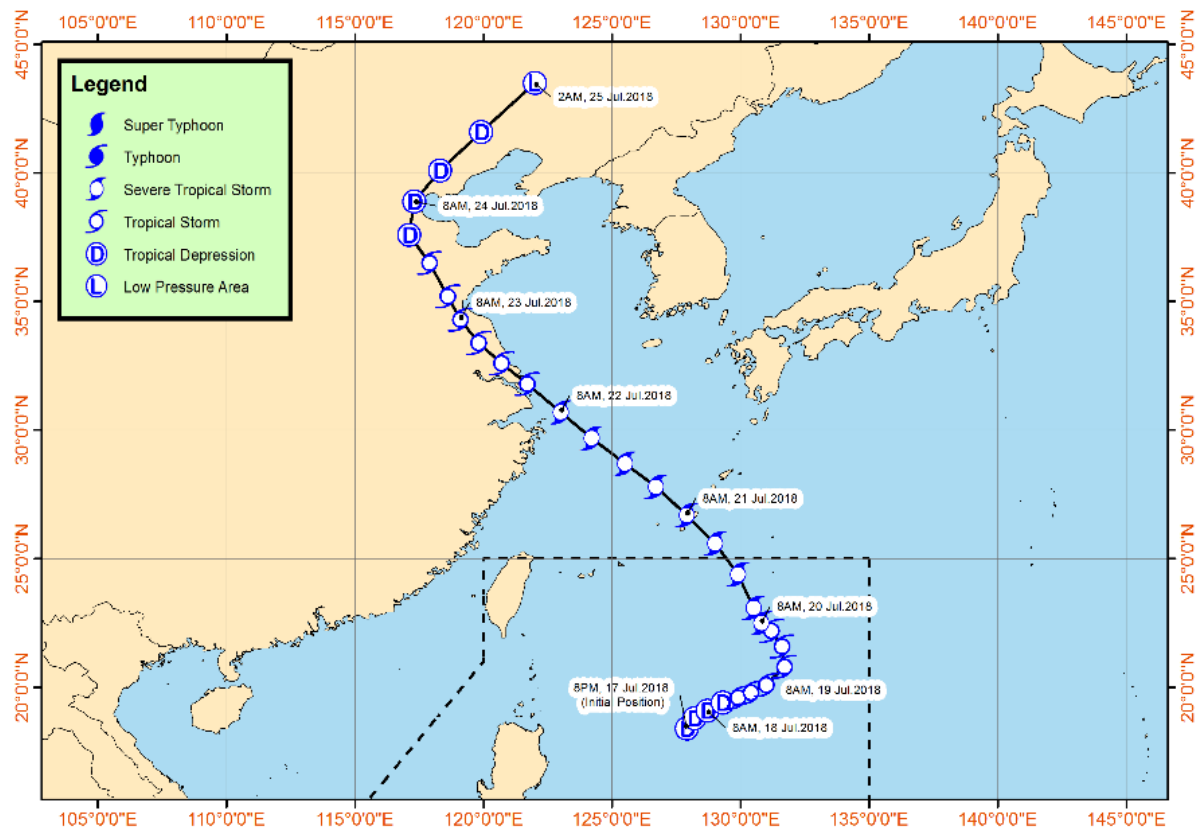 105°0'0"E 110°0'0"E 115°0'0"E 120°0'0"E 125°0'0"E 130°0'0"E 135°0'0"E 140°0'0"E 145°0'0"E
45°0'0"N
45°0'0"N
Legend
Super Typhoon
Typhoon
Severe Tropical Storm
Tropical Storm
D Tropical Depression
L Low Pressure Area
L
2AM, 25 Jul.2018
D
40°0'0"N
40°0'0"N
D
D
8AM, 24 Jul.2018
D
35°0'0"N
35°0'0"N
8AM, 23 Jul.2018
30°0'0"N
30°0'0"N
8AM, 22 Jul.2018
8AM, 21 Jul.2018
25°0'0"N
25°0'0"N
8AM, 20 Jul.2018
20°0'0"N
20°0'0"N
8AM, 19 Jul.2018
8PM, 17 Jul.2018
(Initial Position)
D
D
D
D
8AM, 18 Jul.2018
105°0'0"E 110°0'0"E 115°0'0"E 120°0'0"E 125°0'0"E 130°0'0"E 135°0'0"E 140°0'0"E 145°0'0"E